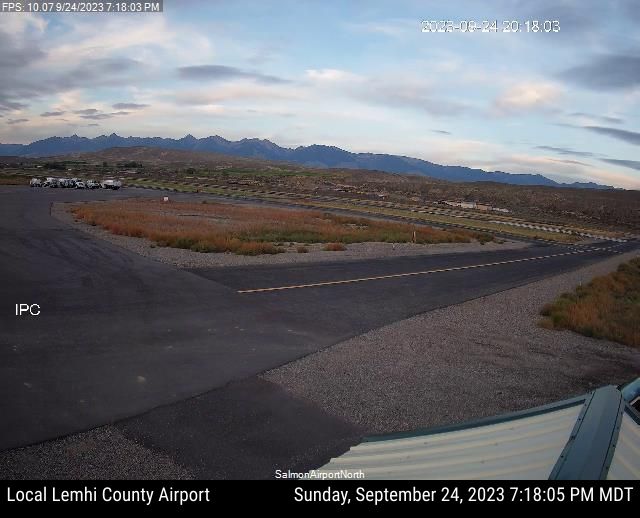 FPS: 10.07 9/24/2023 7:18:03 PM
2023-09-24 20:18:03
IPC
SalmonAirportNorth
Local Lemhi County Airport
Sunday, September 24, 2023 7:18:05 PM MDT